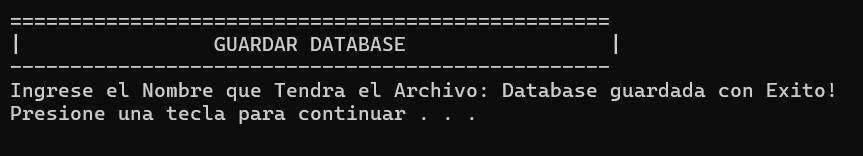 ==================================================
|                GUARDAR DATABASE                 |
--------------------------------------------------
Ingrese el Nombre que Tendra el Archivo: Database guardada con Exito!
Presione una tecla para continuar . . .